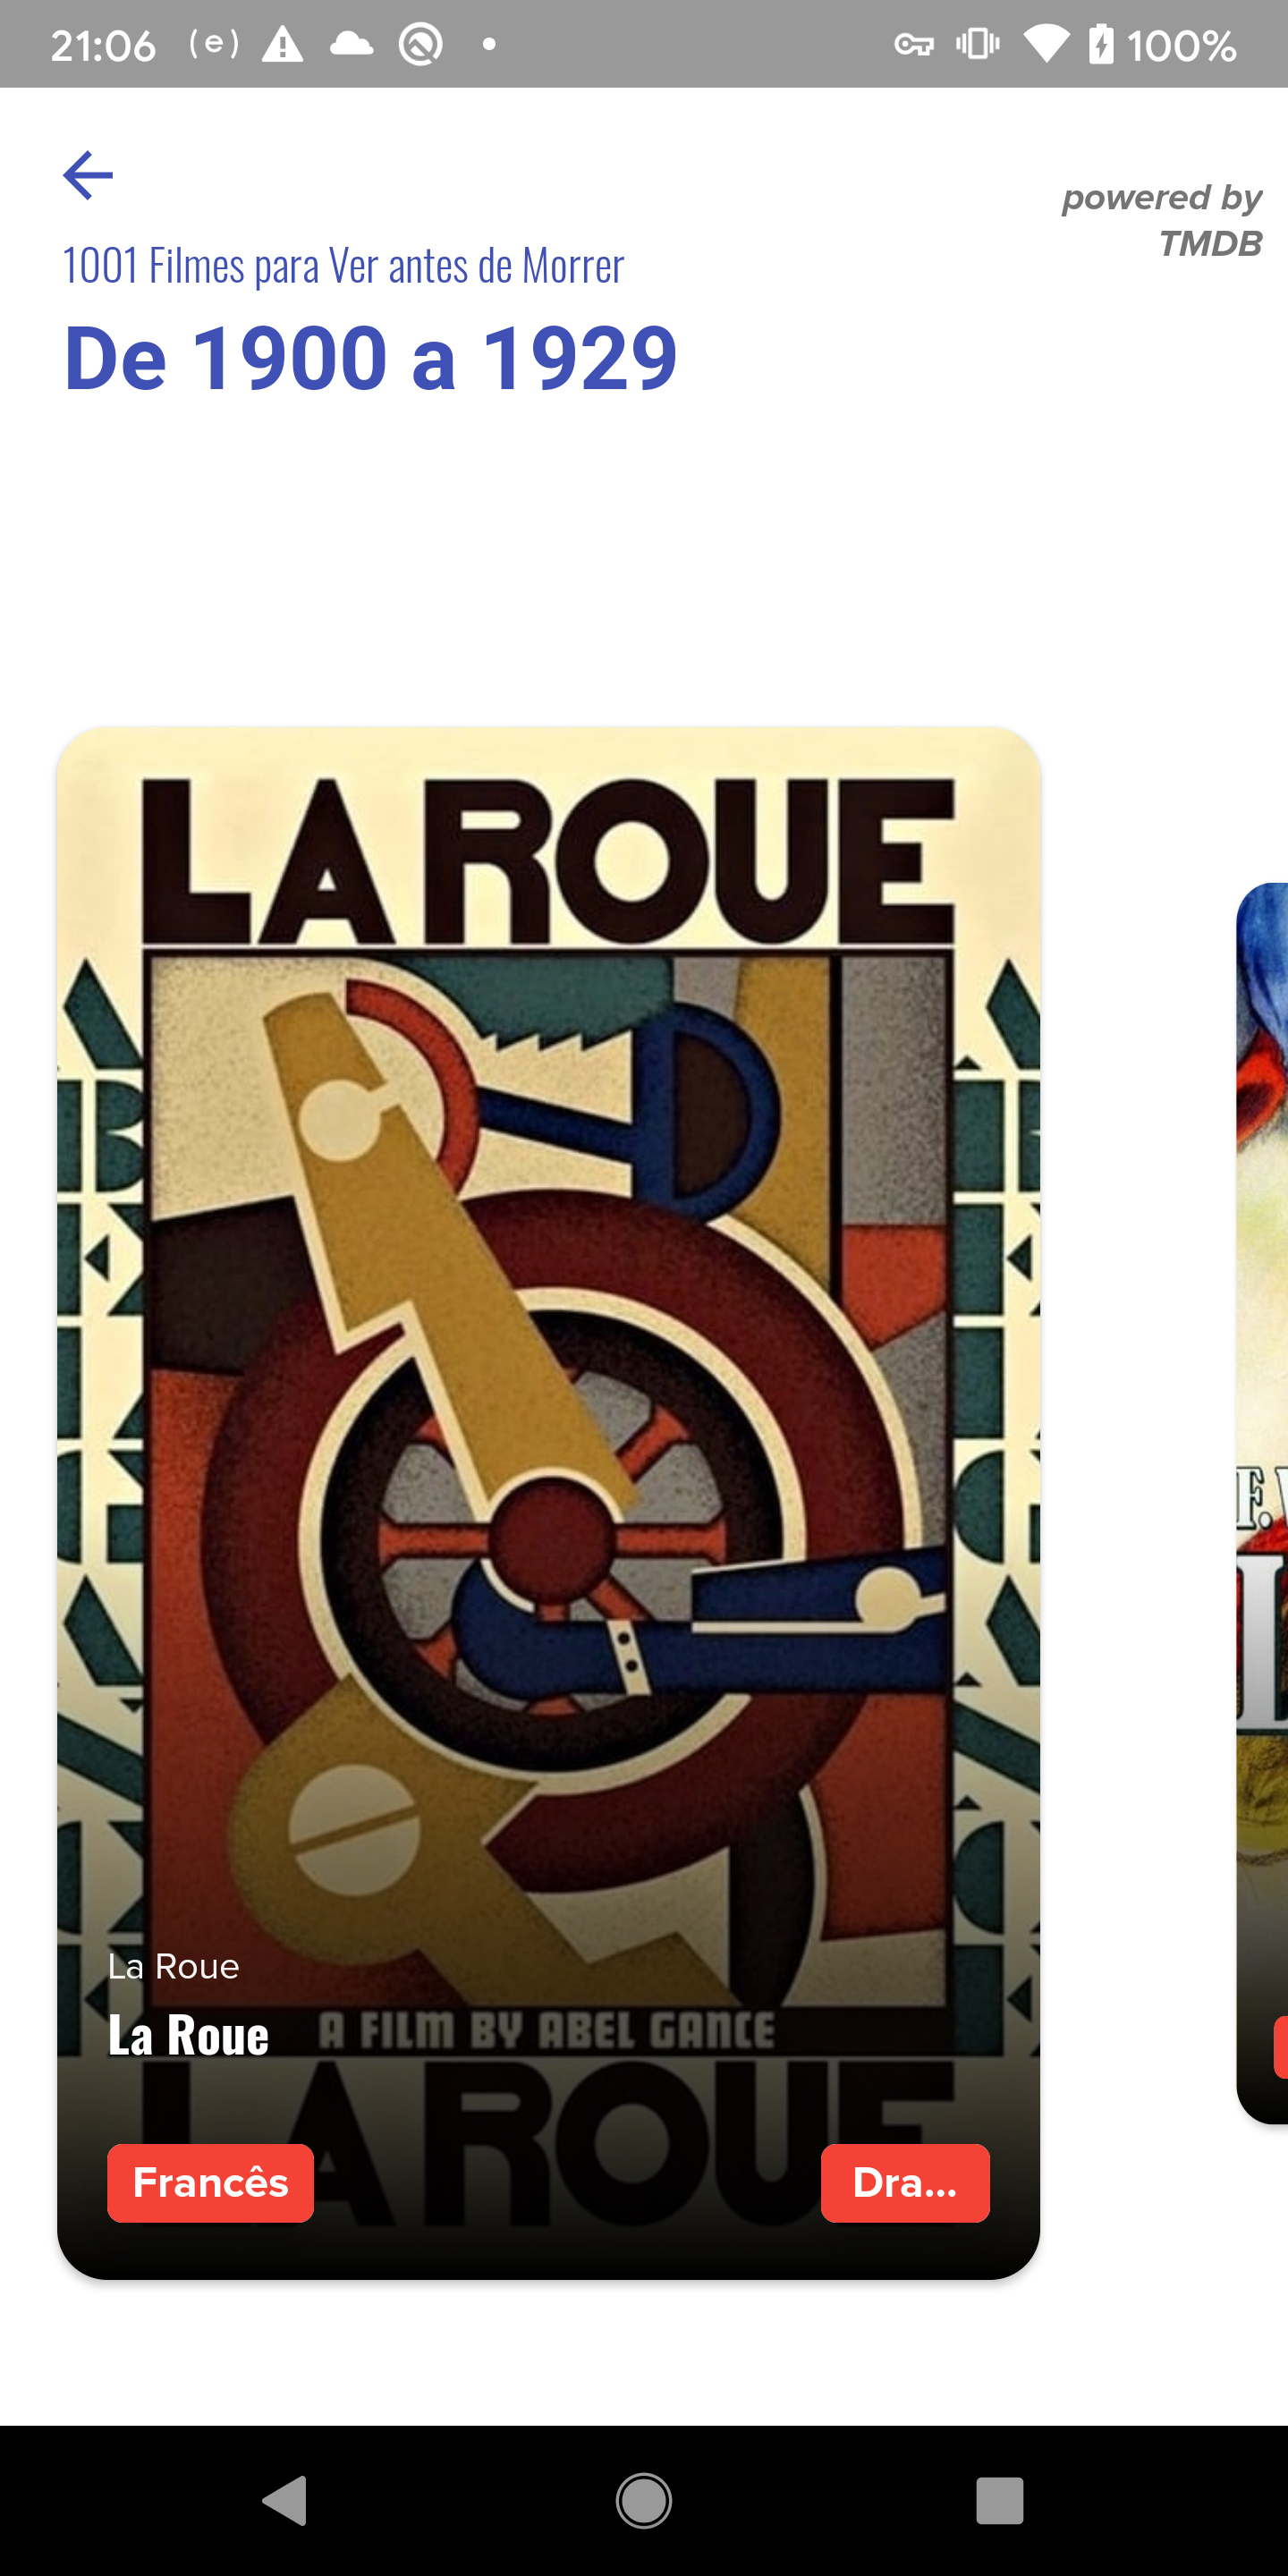 21:06
(e)
100%
powered by
TMDB
1001 Filmes para Ver antes de Morrer
De 1900 a 1929
LA ROUE
F.
La Roue
La Roue
A FILM BY ABEL GANCE
LA ROUE
Francês
Dra...